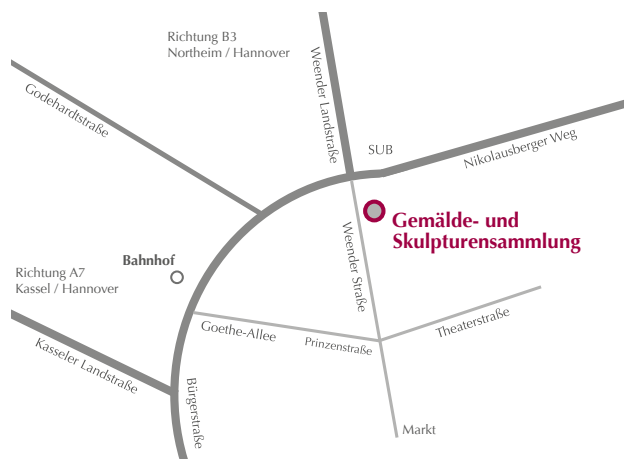 Richtung B3
Northeim / Hannover
Weender Landstraße
Godehardtstraße
SUB
Nikolausberger Weg
Gemälde- und
Skulpturensammlung
Weender Straße
Bahnhof
Richtung A7
Kassel / Hannover
Goethe-Allee
Prinzenstraße
Theaterstraße
Kasseler Landstraße
Bürgerstraße
Markt